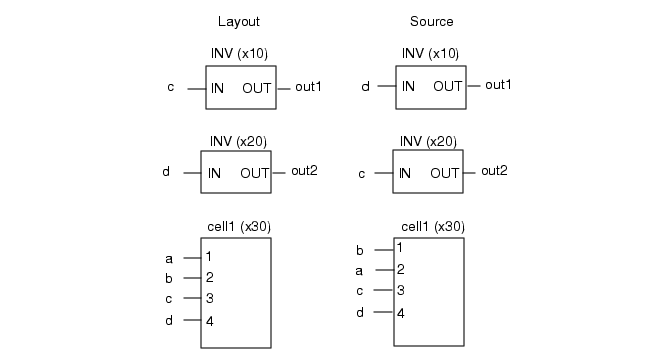 Layout Source
INV (x10) INV (x10)
c IN OUT out1 d IN OUT out1
INV (x20) INV (x20)
d IN OUT out2 c IN OUT out2
cell1 (x30) cell1 (x30)
a 1 b 1
b 2 a 2
c 3 c 3
d 4 d 4